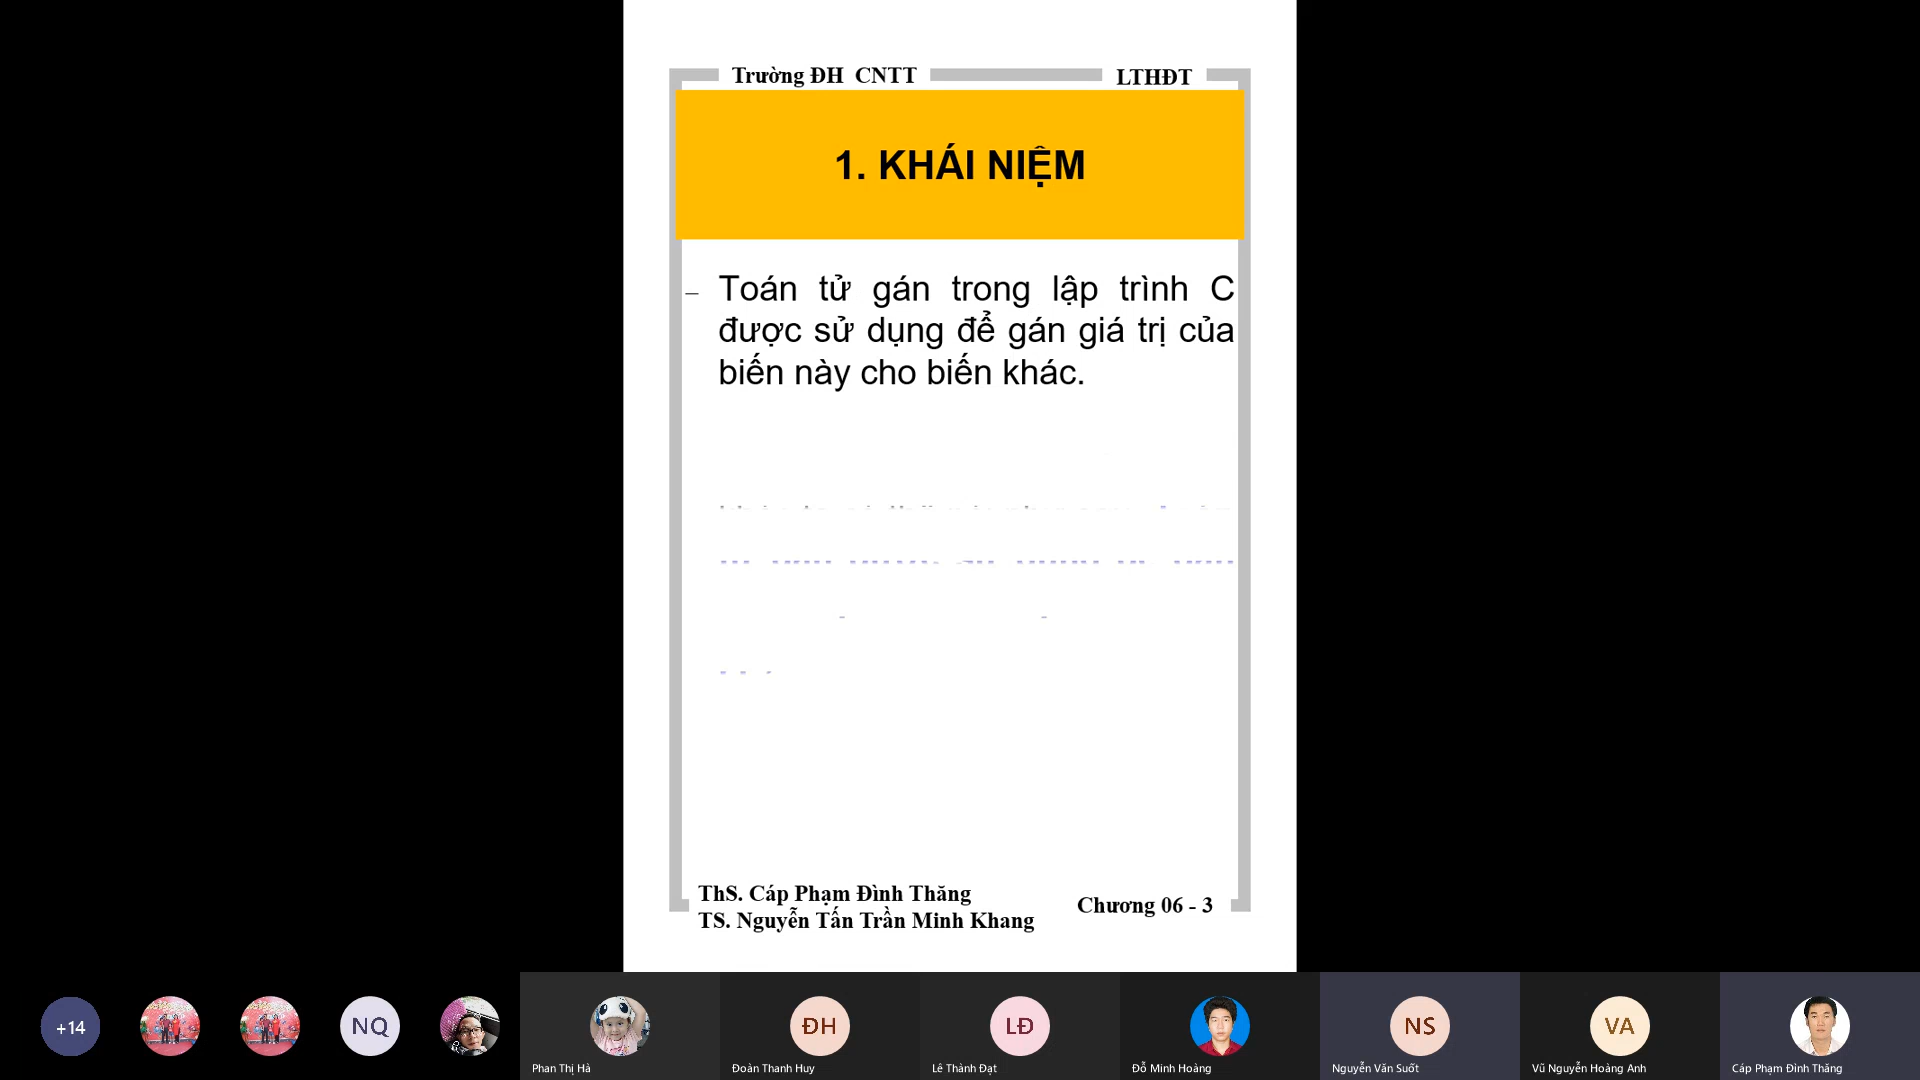 Trường ĐH CNTT
LTHĐT
1. KHÁI NIỆM
– Toán tử gán trong lập trình C
được sử dụng để gán giá trị của
biến này cho biến khác.
ThS. Cáp Phạm Đình Thăng
TS. Nguyễn Tấn Trần Minh Khang
Chương 06 - 3
+14
NQ
ĐH
LĐ
NS
VA
Phan Thị Hà
Đoàn Thanh Huy
Lê Thành Đạt
Đỗ Minh Hoàng
Nguyễn Văn Suốt
Vũ Nguyễn Hoàng Anh
Cáp Phạm Đình Thăng